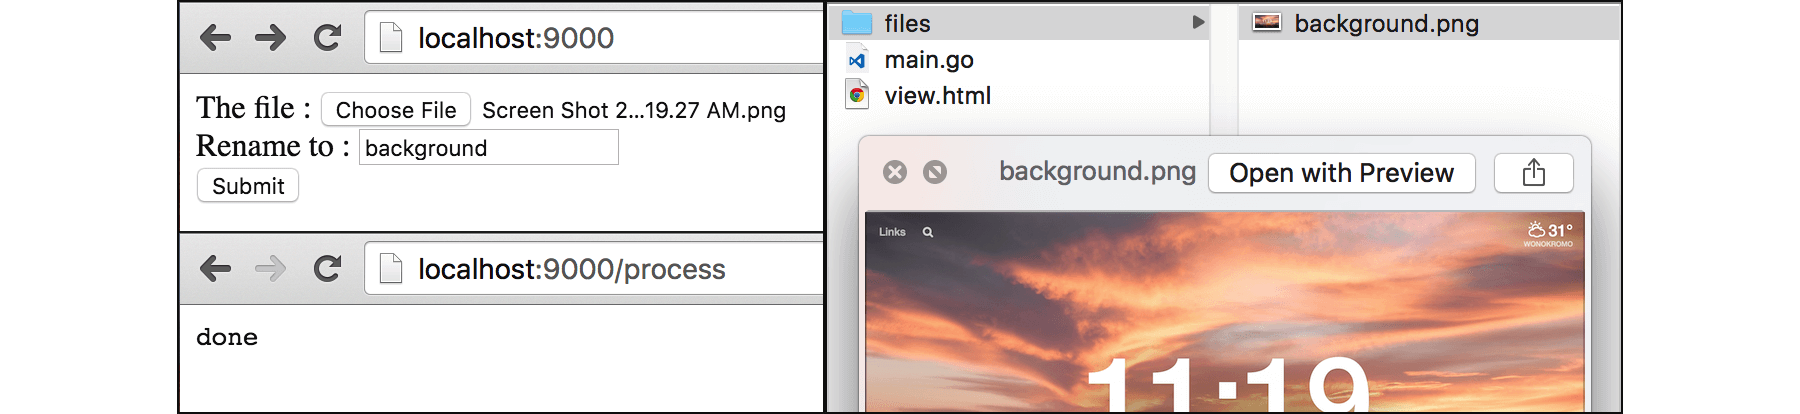 localhost:9000
The file : Choose File Screen Shot 2...19.27 AM.png
Rename to : background
Submit
localhost:9000/process
done
files
main.go
view.html
background.png
background.png Open with Preview
Links 31°
WONOKROMO
11:19